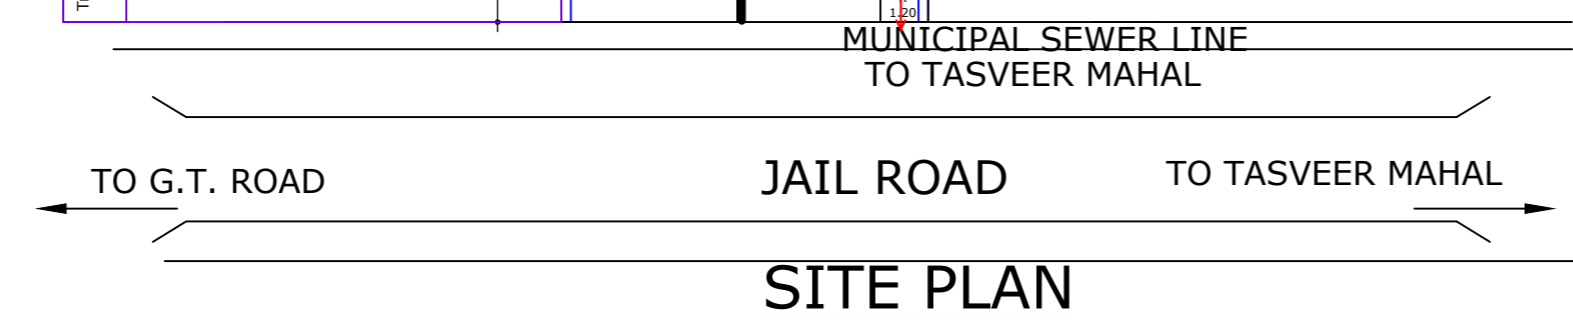 1.20
MUNICIPAL SEWER LINE
TO TASVEER MAHAL
TO G.T. ROAD
JAIL ROAD
TO TASVEER MAHAL
SITE PLAN